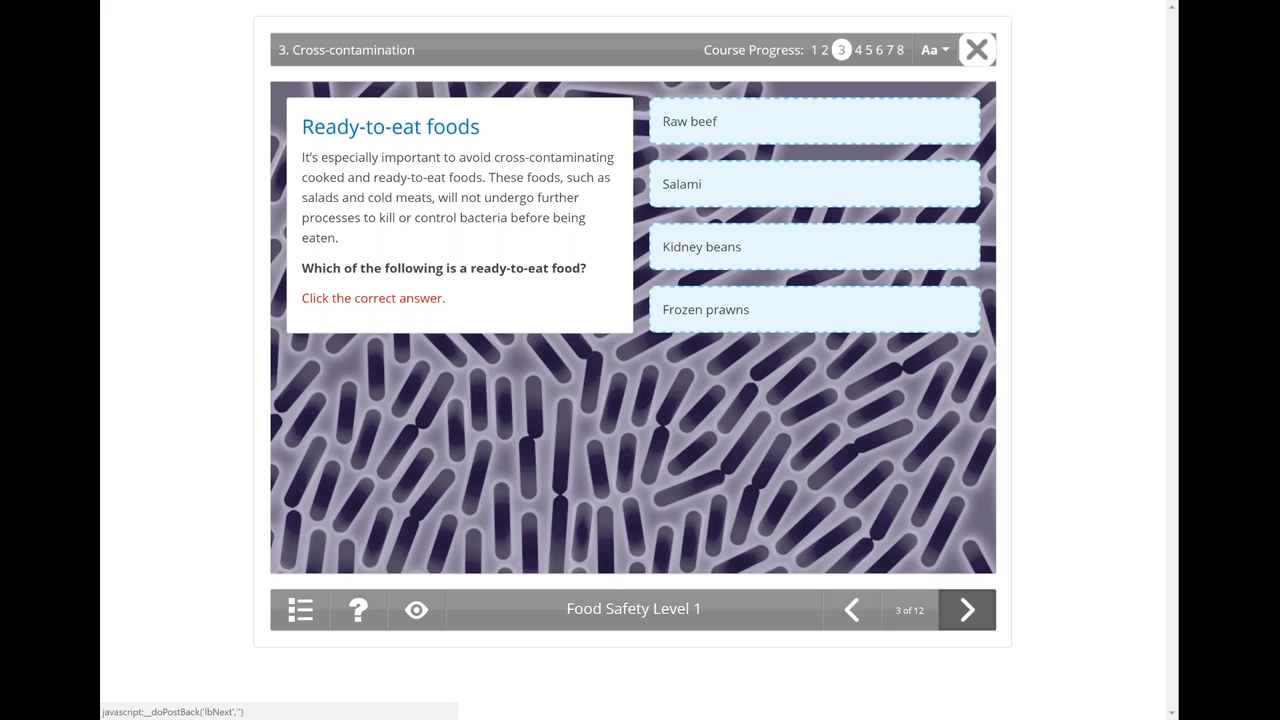 3. Cross-contamination
Course Progress: 1 2 3 4 5 6 7 8
Aa
Ready-to-eat foods
It's especially important to avoid cross-contaminating
cooked and ready-to-eat foods. These foods, such as
salads and cold meats, will not undergo further
processes to kill or control bacteria before being
eaten.
Which of the following is a ready-to-eat food?
Click the correct answer.
Raw beef
Salami
Kidney beans
Frozen prawns
?
Food Safety Level 1
3 of 12
javascript:__doPostBack('lbNext','')